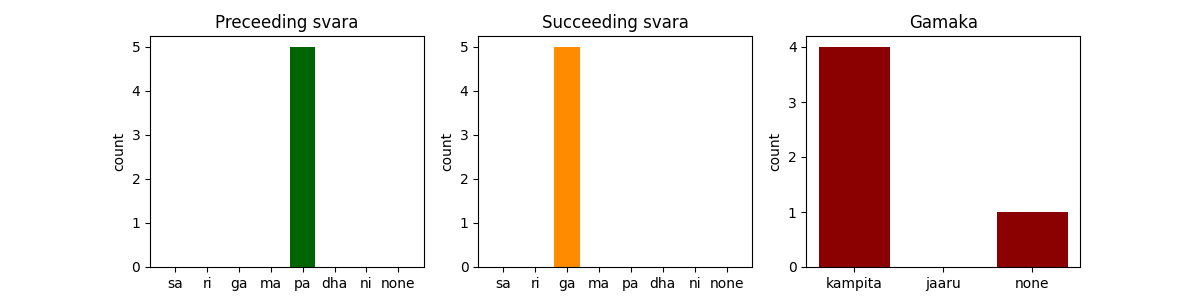 Preceeding svara
count
5
4
3
2
1
0
sa ri ga ma pa dha ni none
Succeeding svara
count
5
4
3
2
1
0
sa ri ga ma pa dha ni none
Gamaka
count
4
3
2
1
0
kampita jaaru none